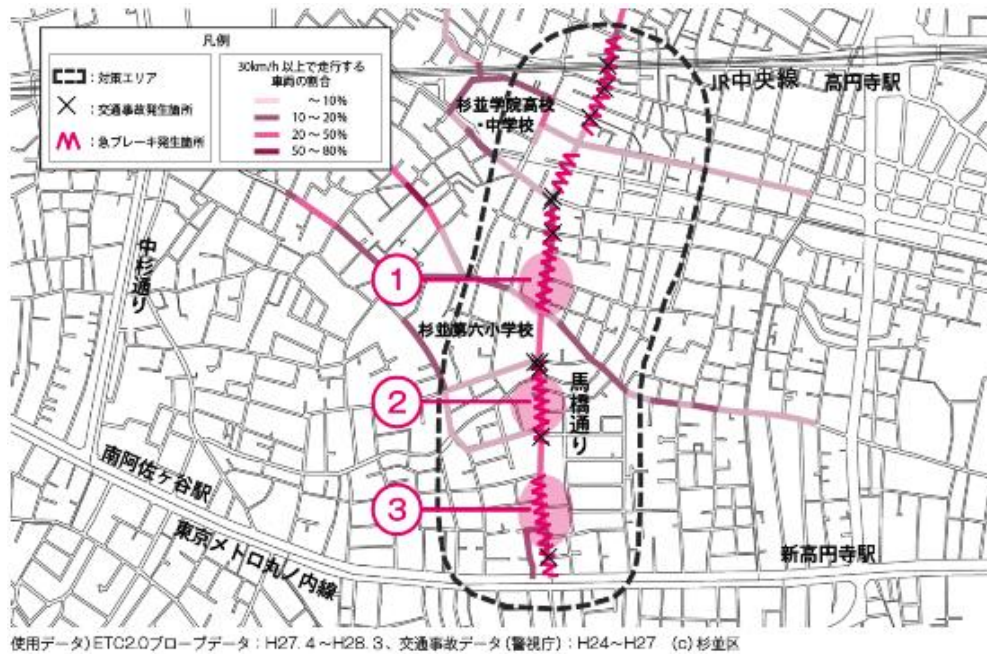 凡例
：対策エリア
：交通事故発生箇所
：急ブレーキ発生箇所
30km/h 以上で走行する
車両の割合
～10%
10～20%
20～50%
50～80%
JR中央線
高円寺駅
杉並学院高校
・中学校
中杉通り
①
杉並第六小学校
②
馬橋通り
③
南阿佐ヶ谷駅
東京メトロ丸ノ内線
新高円寺駅
使用データ) ETC2.0プローブデータ：H27. 4～H28. 3、交通事故データ (警視庁)：H24～H27 (c) 杉並区